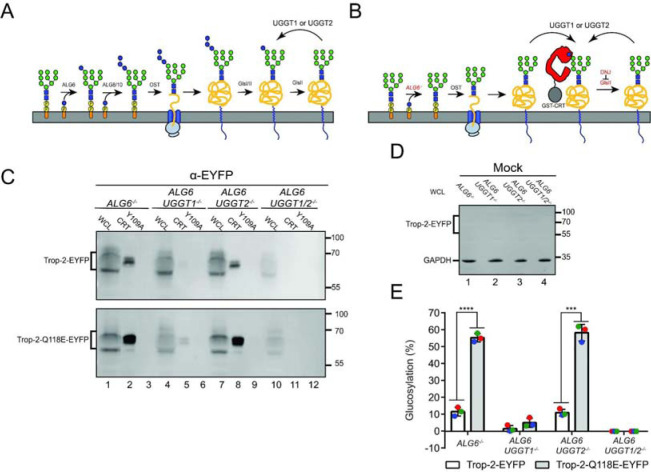 A
UGGT1 or UGGT2
ALG6
ALG8/10
OST
GlsI/II
GlsII
B
UGGT1 or UGGT2
ALG6
OST
DNJ
GlsII
GST-CRT
C
α-EYFP
ALG6-/-
ALG6 UGGT1-/-
ALG6 UGGT2-/-
ALG6 UGGT1/2-/-
WCL CRT Y109A WCL CRT Y109A WCL CRT Y109A WCL CRT Y109A
100
Trop-2-EYFP
70
55
100
Trop-2-Q118E-EYFP
70
55
1 2 3 4 5 6 7 8 9 10 11 12
D
Mock
WCL
ALG6-/-
ALG6 UGGT1-/-
ALG6 UGGT2-/-
ALG6 UGGT1/2-/-
100
Trop-2-EYFP
70
55
GAPDH
35
1 2 3 4
E
Glucosylation (%)
70
60
50
40
30
20
10
0
-10
**** ***
ALG6-/-
ALG6 UGGT1-/-
ALG6 UGGT2-/-
ALG6 UGGT1/2-/-
Trop-2-EYFP Trop-2-Q118E-EYFP